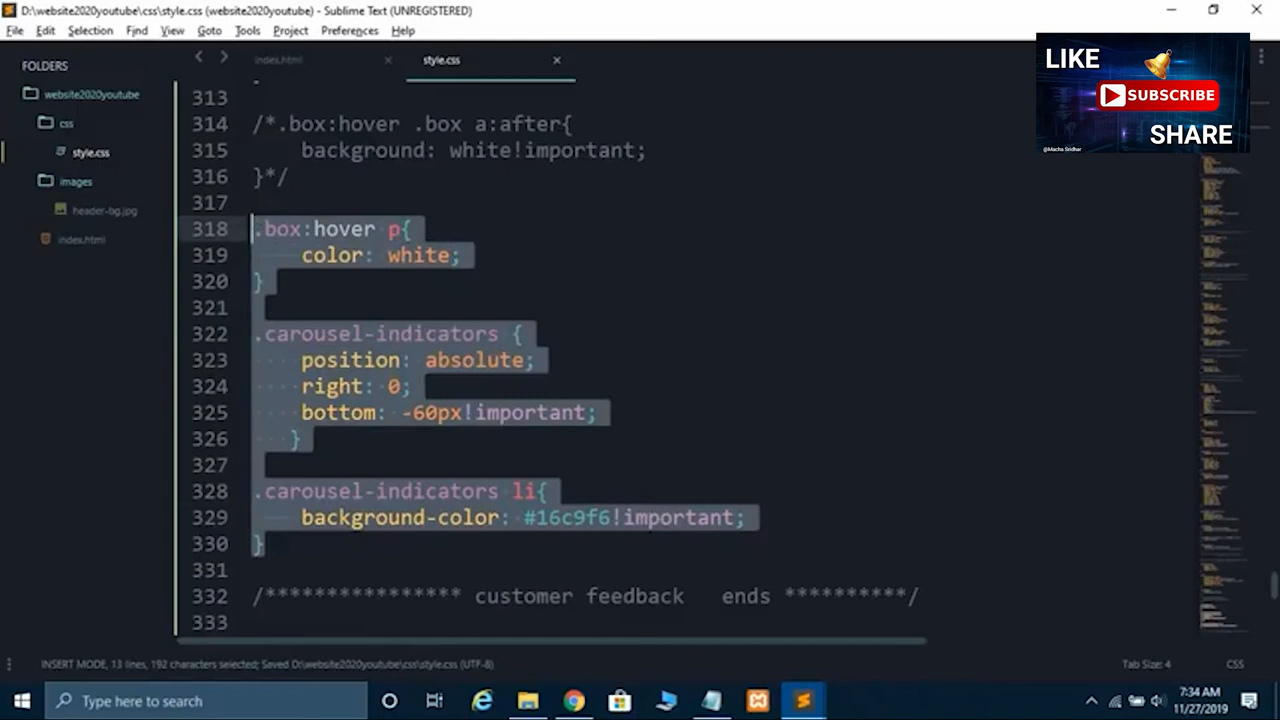 D:\website2020youtube\css\style.css (website2020youtube) - Sublime Text (UNREGISTERED)
File Edit Selection Find View Goto Tools Project Preferences Help
FOLDERS
website2020youtube
css
style.css
images
header-bg.jpg
index.html
index.html
style.css
LIKE
SUBSCRIBE
SHARE
@Macha Sridhar
313
314 /*.box:hover .box a:after{
315 background: white!important;
316 }*/
317
318 .box:hover p{
319 color: white;
320 }
321
322 .carousel-indicators {
323 position: absolute;
324 right: 0;
325 bottom: -60px!important;
326 }
327
328 .carousel-indicators li{
329 background-color: #16c9f6!important;
330 }
331
332 /*************** customer feedback ends **********/
333
INSERT MODE, 13 lines, 192 characters selected; Saved D:\website2020youtube\css\style.css (UTF-8)
Tab Size: 4
CSS
Type here to search
7:34 AM
11/27/2019